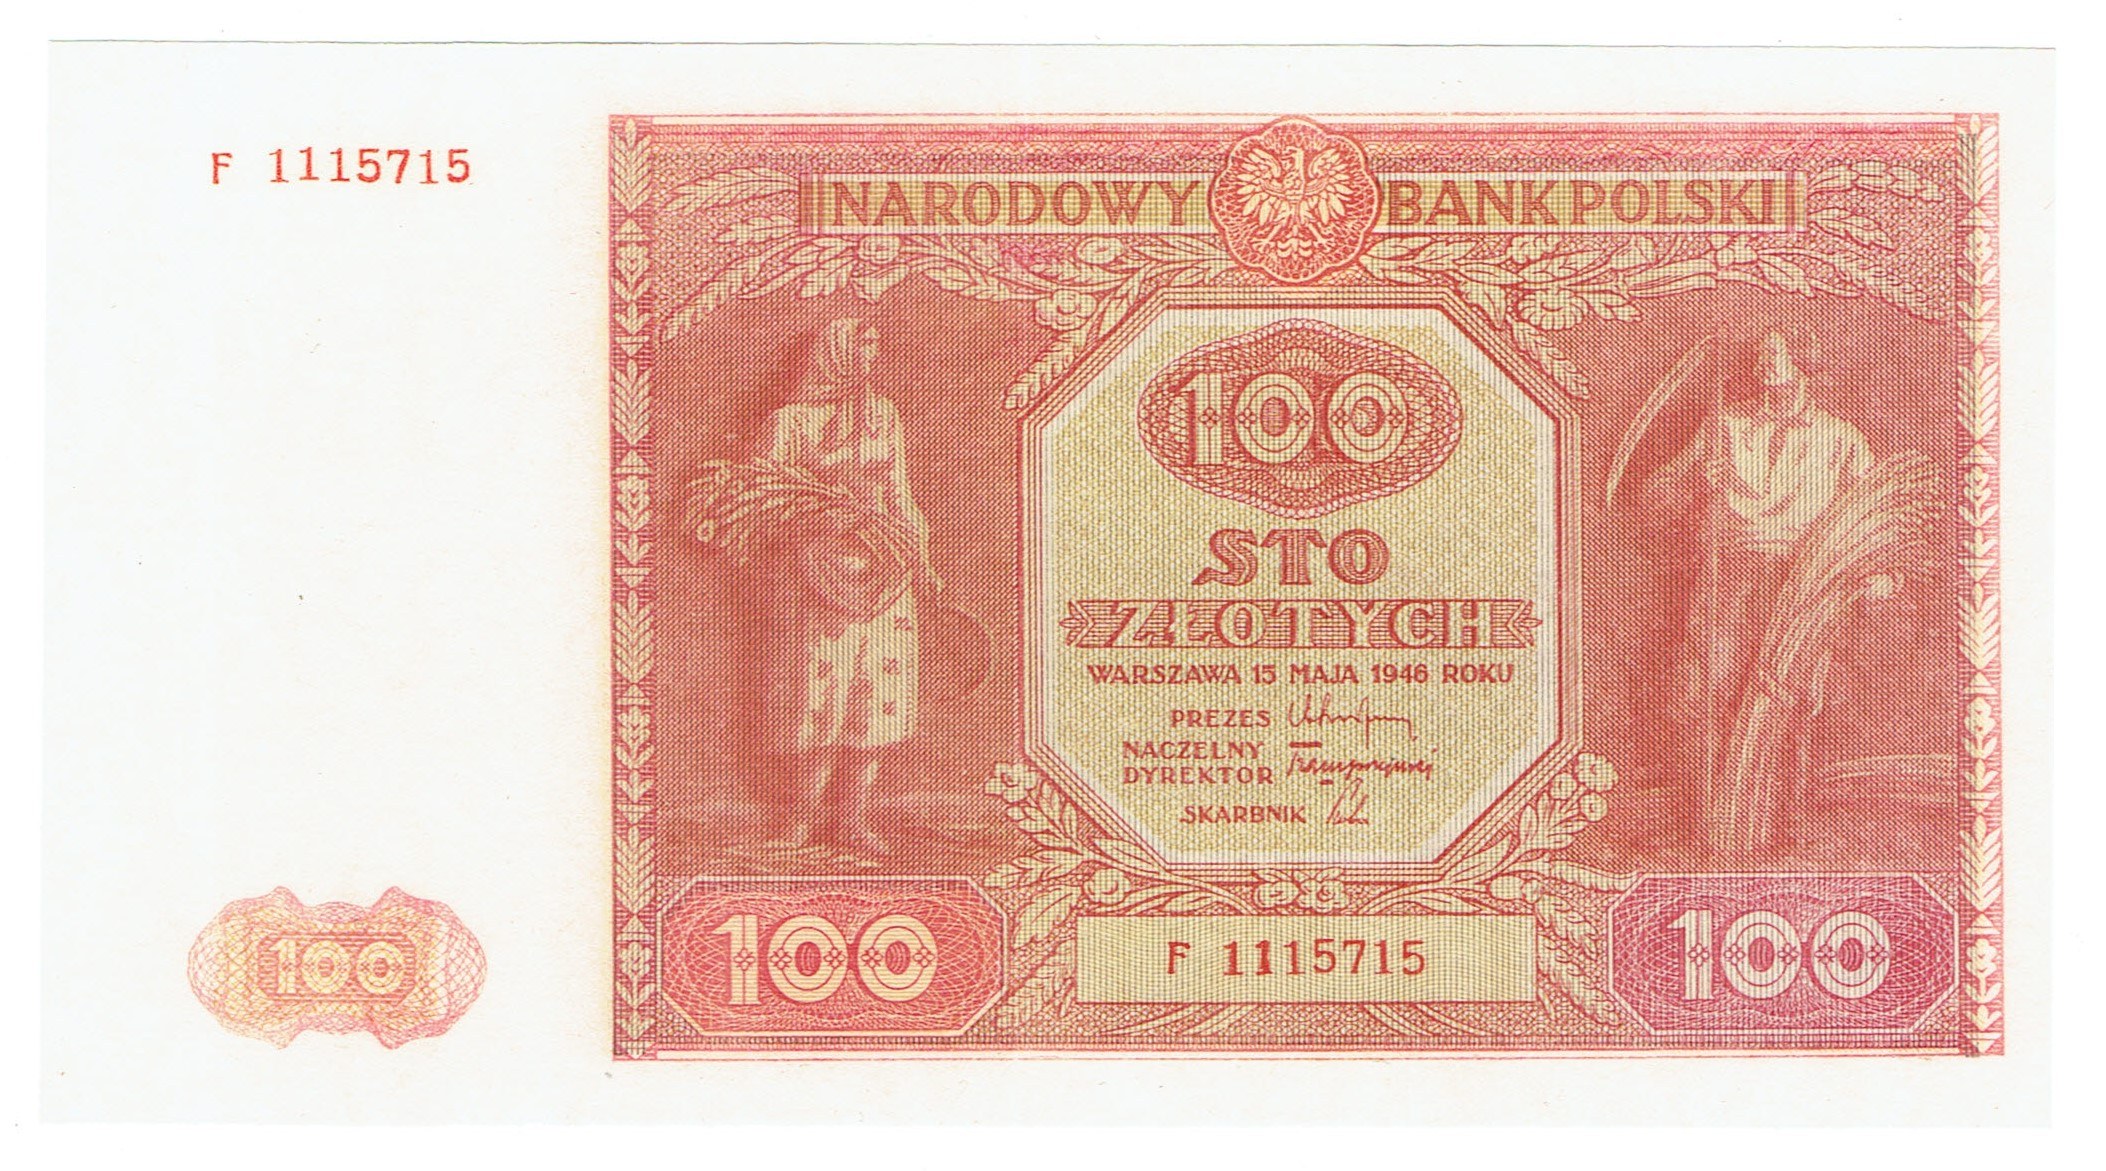 F 1115715
NARODOWY BANK POLSKI
100
STO
ZŁOTYCH
WARSZAWA 15 MAJA 1946 ROKU
PREZES
NACZELNY
DYREKTOR
SKARBNIK
100
100
F 1115715
100